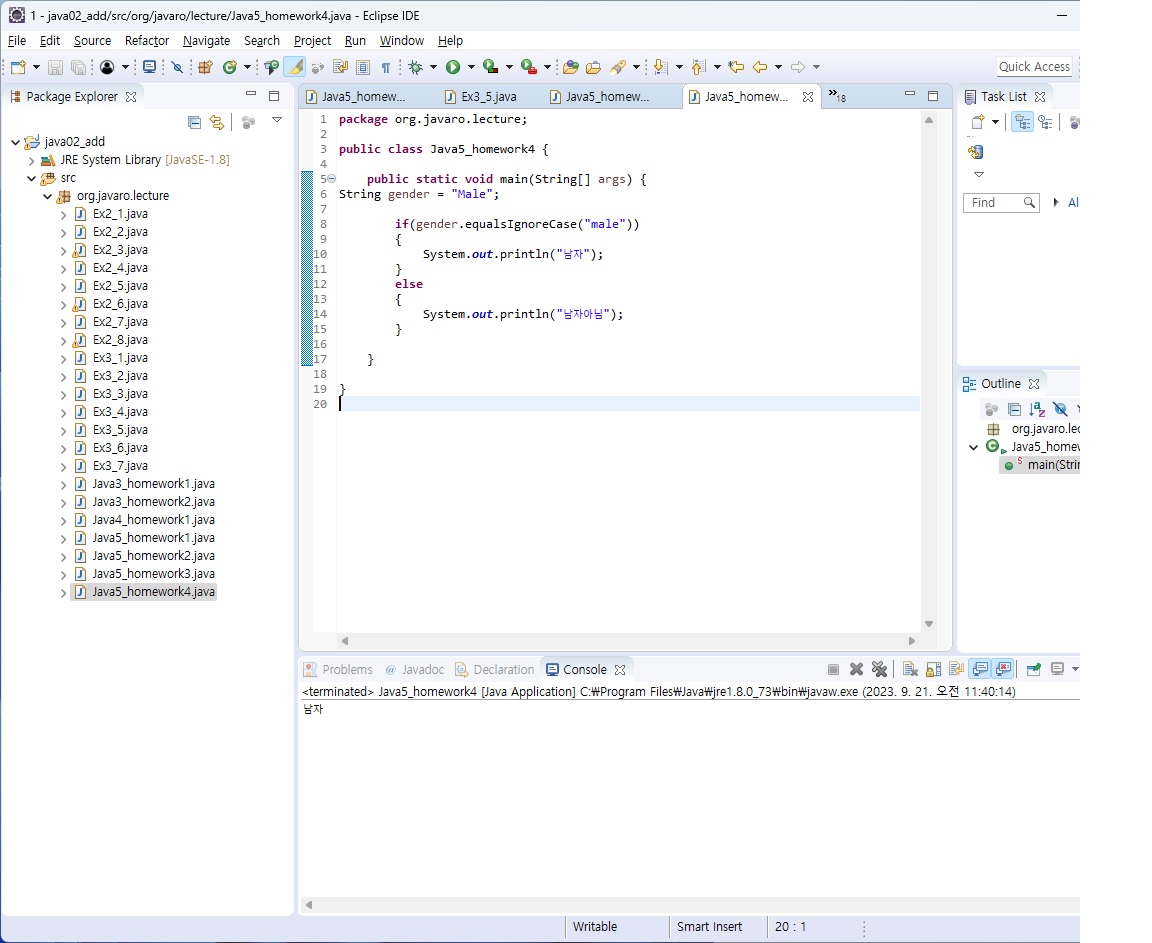 1 - java02_add/src/org/javaro/lecture/Java5_homework4.java - Eclipse IDE
File Edit Source Refactor Navigate Search Project Run Window Help
Quick Access
Package Explorer
java02_add
JRE System Library [JavaSE-1.8]
src
org.javaro.lecture
Ex2_1.java
Ex2_2.java
Ex2_3.java
Ex2_4.java
Ex2_5.java
Ex2_6.java
Ex2_7.java
Ex2_8.java
Ex3_1.java
Ex3_2.java
Ex3_3.java
Ex3_4.java
Ex3_5.java
Ex3_6.java
Ex3_7.java
Java3_homework1.java
Java3_homework2.java
Java4_homework1.java
Java5_homework1.java
Java5_homework2.java
Java5_homework3.java
Java5_homework4.java
Java5_homew... Ex3_5.java Java5_homew... Java5_homew... »18
1 package org.javaro.lecture;
2
3 public class Java5_homework4 {
4
5 public static void main(String[] args) {
6 String gender = "Male";
7
8 if(gender.equalsIgnoreCase("male"))
9 {
10 System.out.println("남자");
11 }
12 else
13 {
14 System.out.println("남자아님");
15 }
16
17 }
18
19 }
20
Task List
Find Al
Outline
org.javaro.lec
Java5_homew
S main(Strin
Problems @ Javadoc Declaration Console
<terminated> Java5_homework4 [Java Application] C:₩Program Files₩Java₩jre1.8.0_73₩bin₩javaw.exe (2023. 9. 21. 오전 11:40:14)
남자
Writable Smart Insert 20 : 1